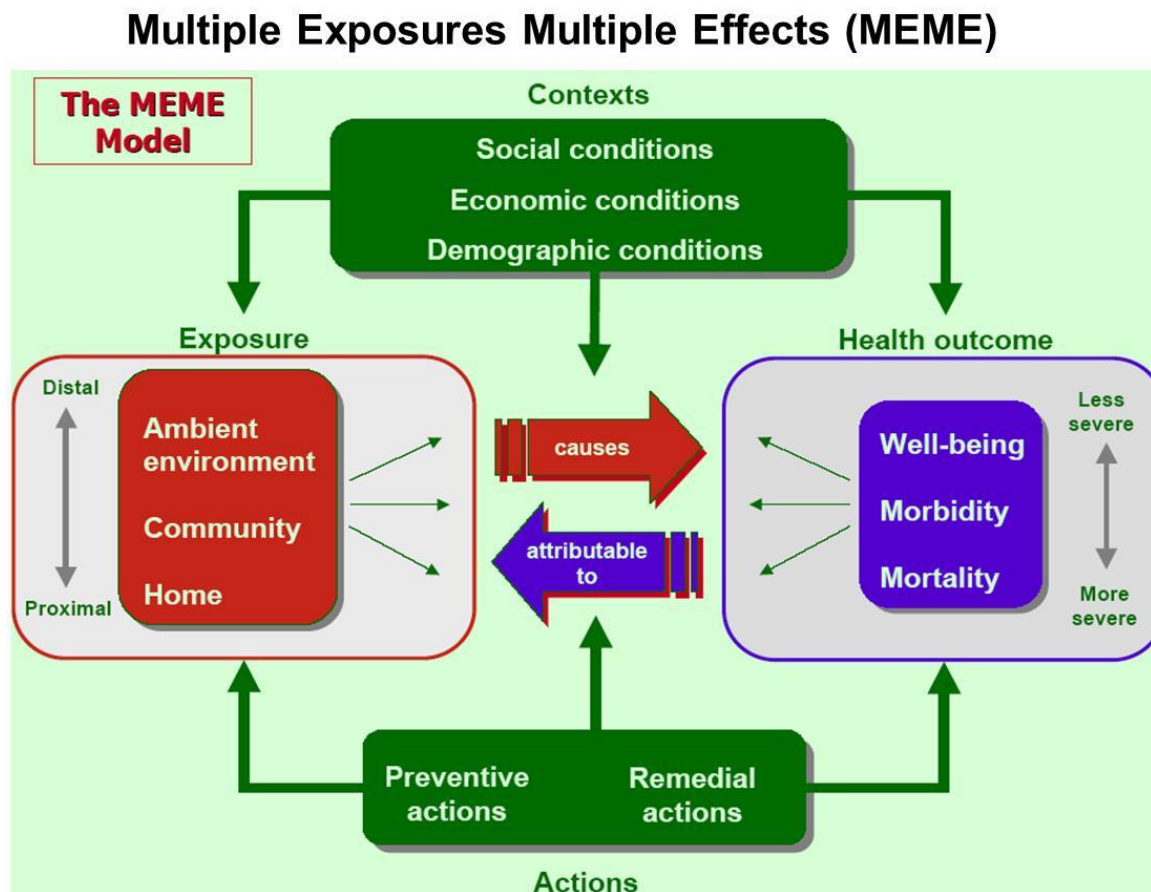 Multiple Exposures Multiple Effects (MEME)
The MEME
Model
Contexts
Social conditions
Economic conditions
Demographic conditions
Exposure
Health outcome
Distal
Proximal
Ambient
environment
Community
Home
causes
attributable
to
Well-being
Morbidity
Mortality
Less
severe
More
severe
Preventive
actions
Remedial
actions
Actions